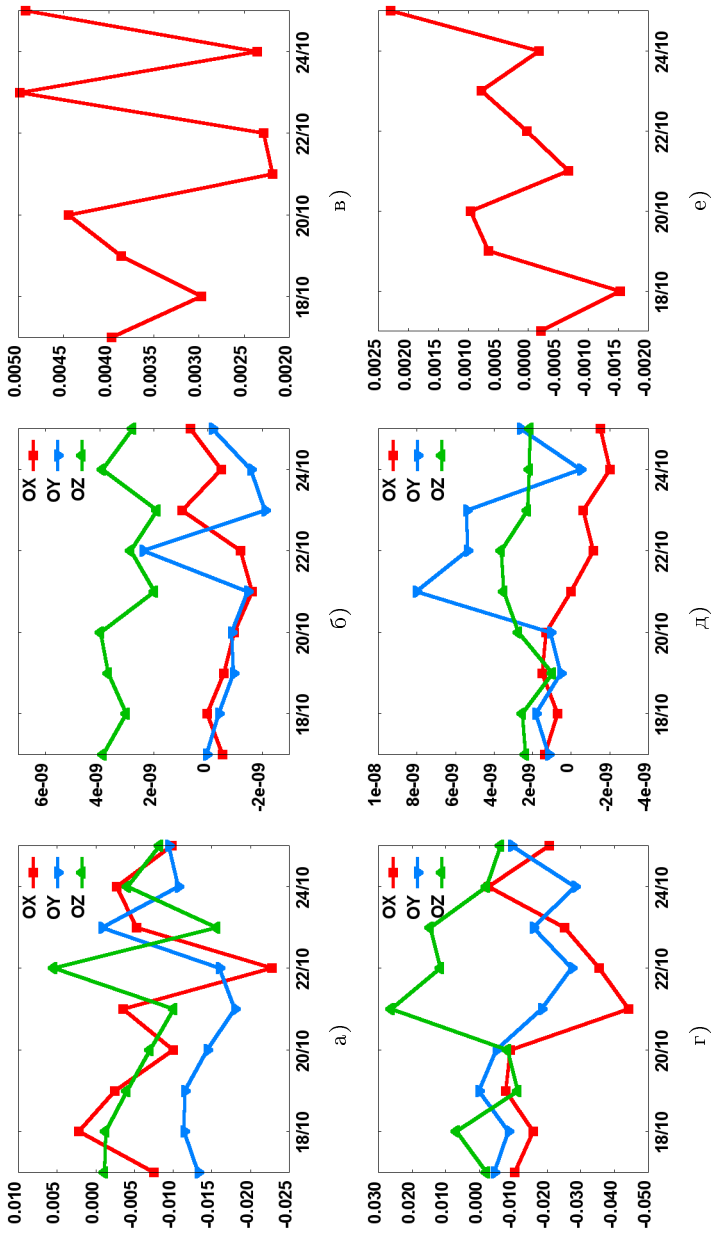 0.010
0.005
0.000
-0.005
-0.010
-0.015
-0.020
-0.025
OX
OY
OZ
18/10 20/10 22/10 24/10
а)
6e-09
4e-09
2e-09
0
-2e-09
OX
OY
OZ
18/10 20/10 22/10 24/10
б)
0.0050
0.0045
0.0040
0.0035
0.0030
0.0025
0.0020
18/10 20/10 22/10 24/10
в)
0.030
0.020
0.010
0.000
-0.010
-0.020
-0.030
-0.040
-0.050
OX
OY
OZ
18/10 20/10 22/10 24/10
г)
1e-08
8e-09
6e-09
4e-09
2e-09
0
-2e-09
-4e-09
OX
OY
OZ
18/10 20/10 22/10 24/10
д)
0.0025
0.0020
0.0015
0.0010
0.0005
0.0000
-0.0005
-0.0010
-0.0015
-0.0020
18/10 20/10 22/10 24/10
е)